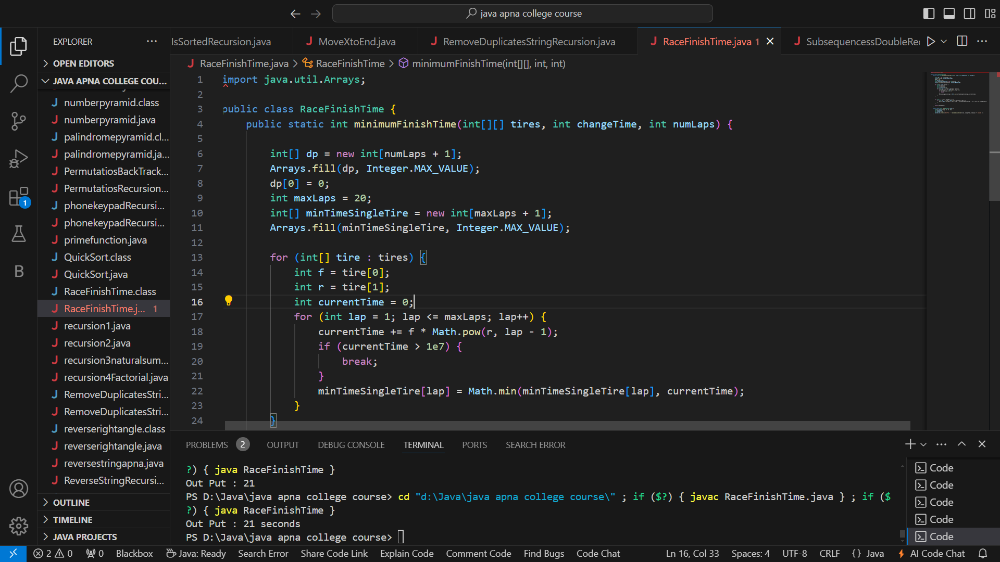 java apna college course
EXPLORER
IsSortedRecursion.java
MoveXtoEnd.java
RemoveDuplicatesStringRecursion.java
RaceFinishTime.java 1
SubsequencessDoubleRec
OPEN EDITORS
JAVA APNA COLLEGE COU...
numberpyramid.class
numberpyramid.java
palindromepyramid.cl...
palindromepyramid.ja...
PermutatiosBackTrack...
PermutatiosRecursion...
phonekeypadRecursi...
phonekeypadRecursi...
primefunction.java
QuickSort.class
QuickSort.java
RaceFinishTime.class
RaceFinishTime.j... 1
recursion1.java
recursion2.java
recursion3naturalsum...
recursion4Factorial.java
RemoveDuplicatesStri...
RemoveDuplicatesStri...
reverserightangle.class
reverserightangle.java
reversestringapna.java
ReverseStringRecursi...
OUTLINE
TIMELINE
JAVA PROJECTS
1
B
RaceFinishTime.java > RaceFinishTime > minimumFinishTime(int[][], int, int)
1 import java.util.Arrays;
2
3 public class RaceFinishTime {
4 public static int minimumFinishTime(int[][] tires, int changeTime, int numLaps) {
5
6 int[] dp = new int[numLaps + 1];
7 Arrays.fill(dp, Integer.MAX_VALUE);
8 dp[0] = 0;
9 int maxLaps = 20;
10 int[] minTimeSingleTire = new int[maxLaps + 1];
11 Arrays.fill(minTimeSingleTire, Integer.MAX_VALUE);
12
13 for (int[] tire : tires) {
14 int f = tire[0];
15 int r = tire[1];
16 int currentTime = 0;
17 for (int lap = 1; lap <= maxLaps; lap++) {
18 currentTime += f * Math.pow(r, lap - 1);
19 if (currentTime > 1e7) {
20 break;
21 }
22 minTimeSingleTire[lap] = Math.min(minTimeSingleTire[lap], currentTime);
23 }
24 }
PROBLEMS 2 OUTPUT DEBUG CONSOLE TERMINAL PORTS SEARCH ERROR
?) { java RaceFinishTime }
Out Put : 21
PS D:\Java\java apna college course> cd "d:\Java\java apna college course\" ; if ($?) { javac RaceFinishTime.java } ; if ($
?) { java RaceFinishTime }
Out Put : 21 seconds
PS D:\Java\java apna college course>
Code
Code
Code
Code
Code
2 0 0 Blackbox Java: Ready Search Error Share Code Link Explain Code Comment Code Find Bugs Code Chat Ln 16, Col 33 Spaces: 4 UTF-8 CRLF {} Java AI Code Chat